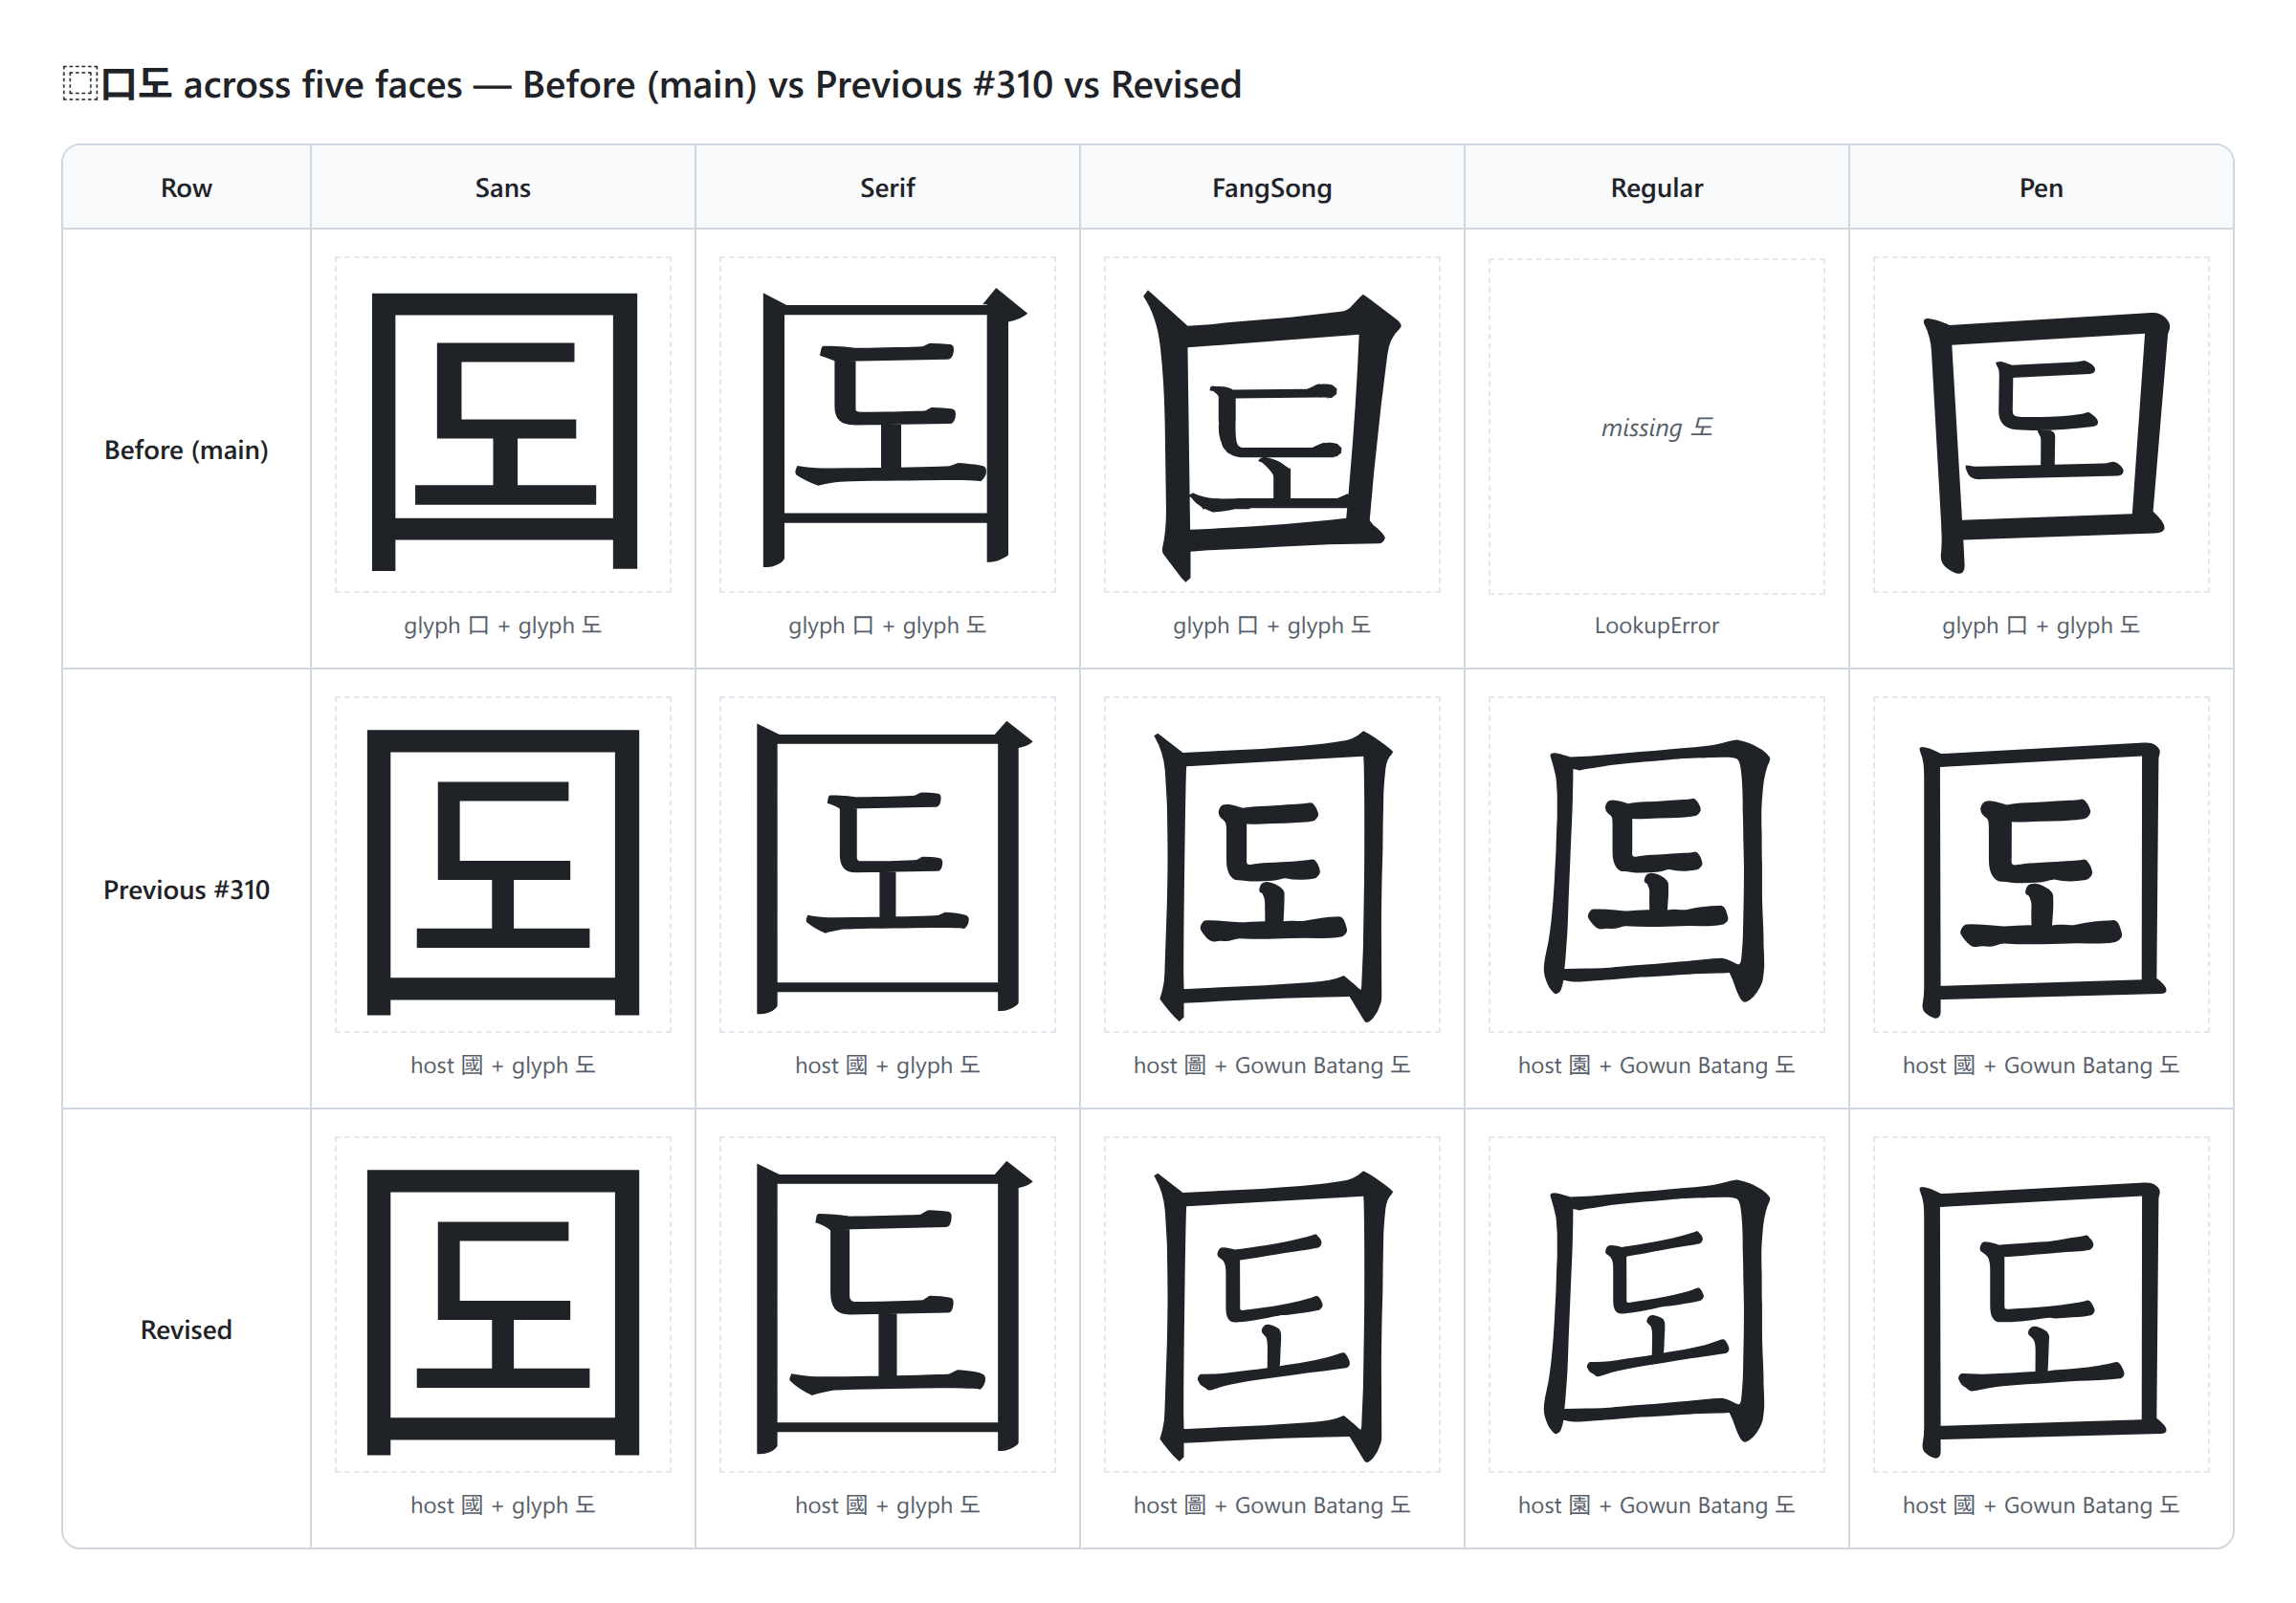 ⿴口도 across five faces — Before (main) vs Previous #310 vs Revised
Row Sans Serif FangSong Regular Pen
Before (main)
missing 도
glyph 口 + glyph 도 glyph 口 + glyph 도 glyph 口 + glyph 도 LookupError glyph 口 + glyph 도
Previous #310
host 國 + glyph 도 host 國 + glyph 도 host 圖 + Gowun Batang 도 host 園 + Gowun Batang 도 host 國 + Gowun Batang 도
Revised
host 國 + glyph 도 host 國 + glyph 도 host 圖 + Gowun Batang 도 host 園 + Gowun Batang 도 host 國 + Gowun Batang 도